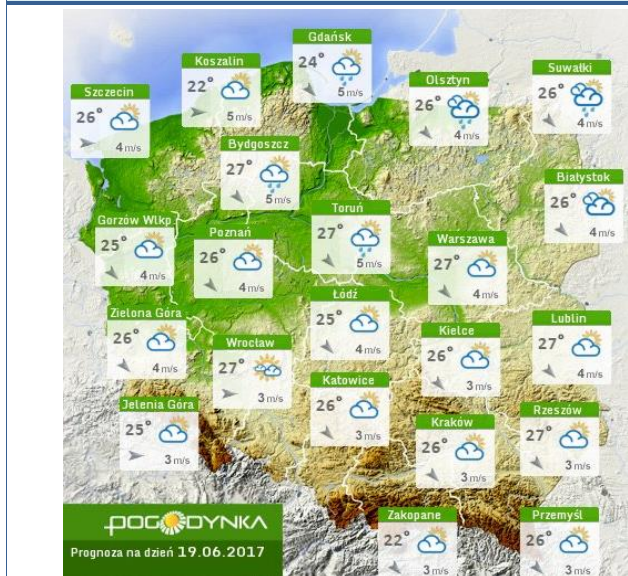 Gdańsk
24°
5 m/s
Koszalin
22°
5 m/s
Szczecin
26°
4 m/s
Olsztyn
26°
4 m/s
Suwałki
26°
4 m/s
Bydgoszcz
27°
5 m/s
Białystok
26°
4 m/s
Gorzów Wlkp
25°
4 m/s
Poznań
26°
4 m/s
Toruń
27°
5 m/s
Warszawa
27°
4 m/s
Zielona Góra
26°
4 m/s
Wrocław
27°
3 m/s
Łódź
25°
4 m/s
Kielce
26°
3 m/s
Lublin
27°
4 m/s
Jelenia Góra
25°
3 m/s
Katowice
26°
3 m/s
Kraków
26°
3 m/s
Rzeszów
27°
3 m/s
Zakopane
22°
3 m/s
Przemyśl
26°
3 m/s
POGODYNKA
Prognoza na dzień 19.06.2017